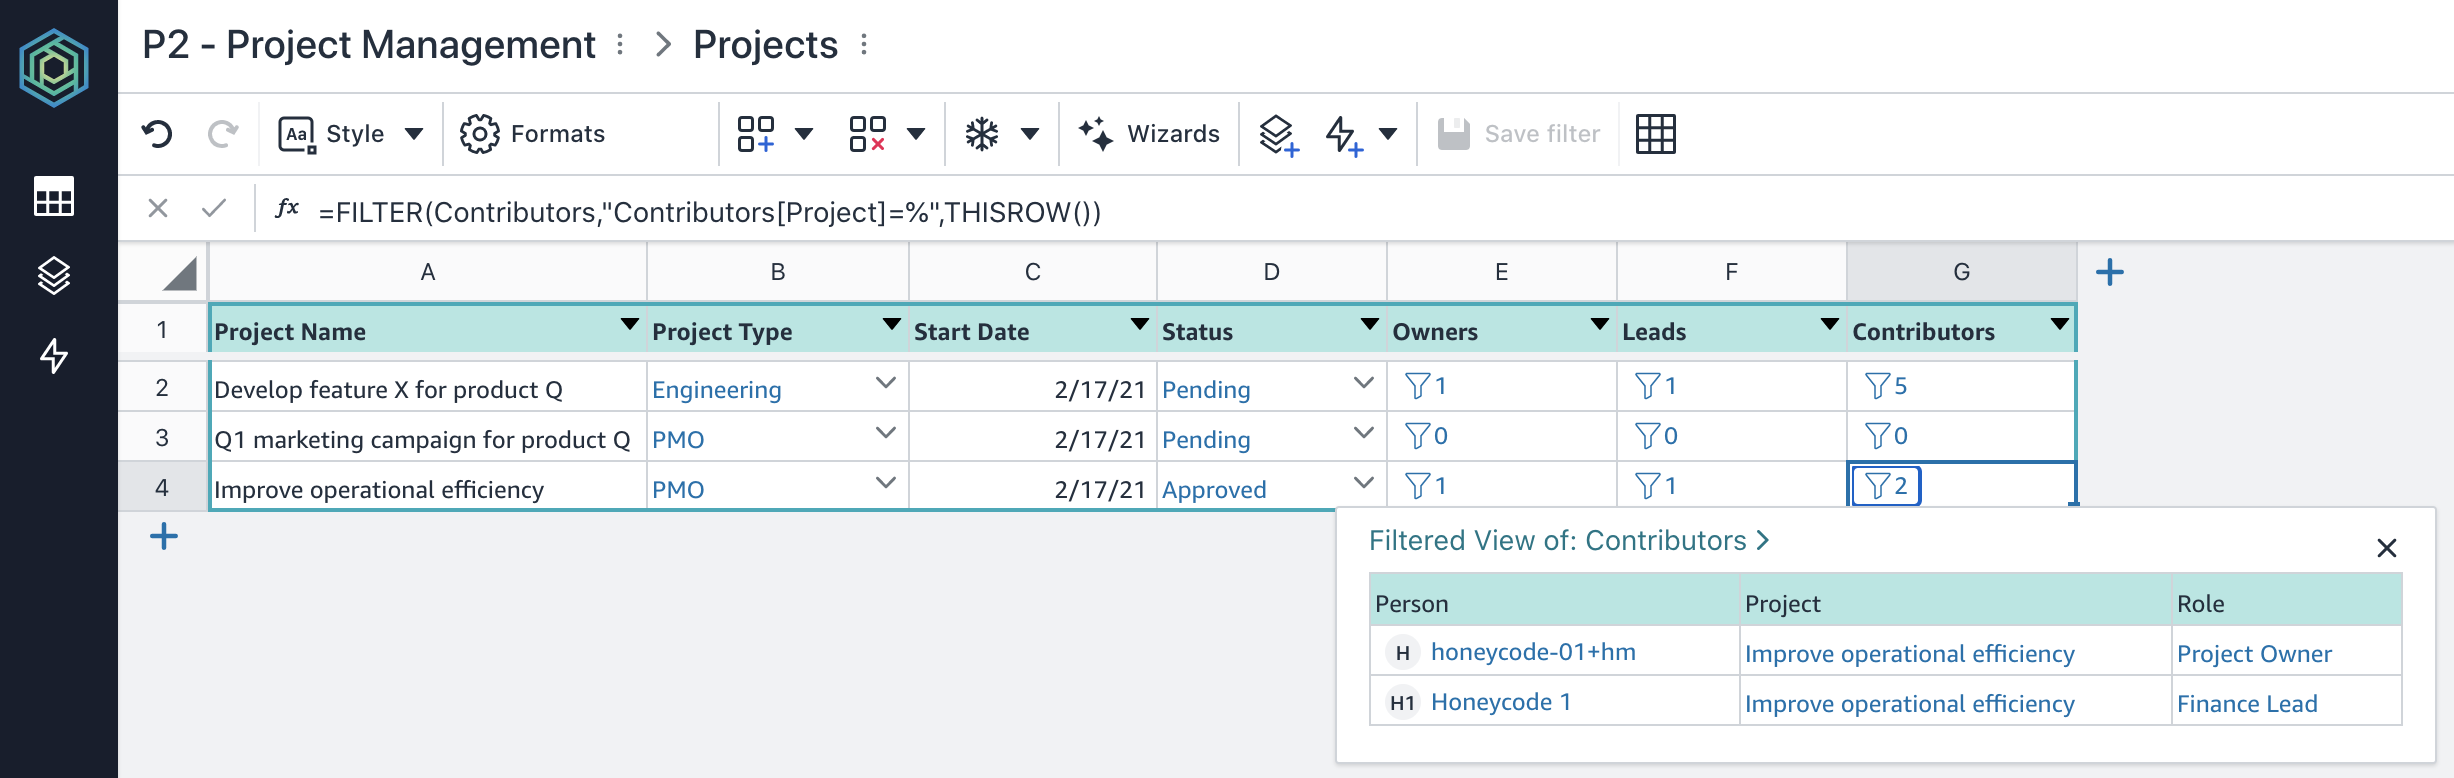 P2 - Project Management > Projects
Aa Style Formats Wizards Save filter
fx =FILTER(Contributors,"Contributors[Project]=%",THISROW())
A B C D E F G
1 Project Name Project Type Start Date Status Owners Leads Contributors
2 Develop feature X for product Q Engineering 2/17/21 Pending 1 1 5
3 Q1 marketing campaign for product Q PMO 2/17/21 Pending 0 0 0
4 Improve operational efficiency PMO 2/17/21 Approved 1 1 2
Filtered View of: Contributors >
Person Project Role
H honeycode-01+hm Improve operational efficiency Project Owner
H1 Honeycode 1 Improve operational efficiency Finance Lead